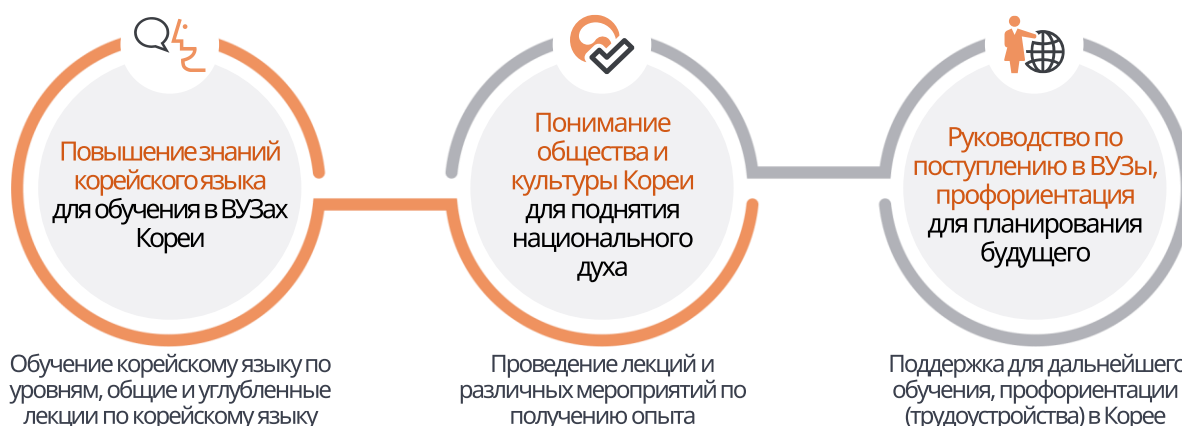 Повышение знаний
корейского языка
для обучения в ВУЗах
Кореи
Обучение корейскому языку по
уровням, общие и углубленные
лекции по корейскому языку
Понимание
общества и
культуры Кореи
для поднятия
национального
духа
Проведение лекций и
различных мероприятий по
получению опыта
Руководство по
поступлению в ВУЗы,
профориентация
для планирования
будущего
Поддержка для дальнейшего
обучения, профориентации
(трудоустройства) в Корее